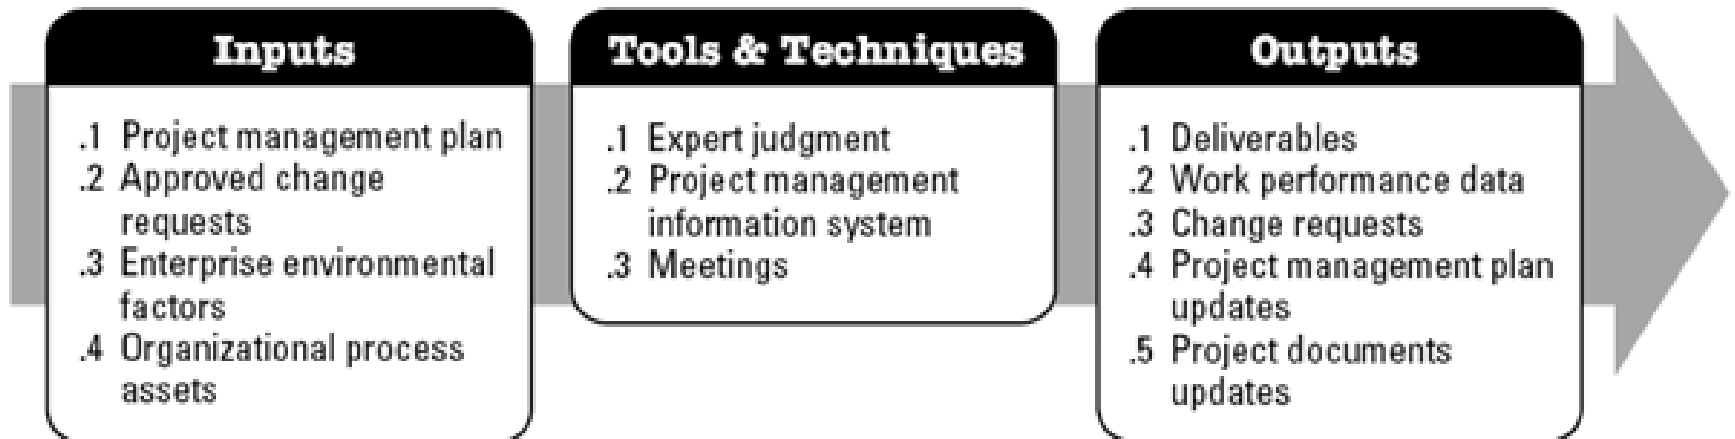 Inputs
.1 Project management plan
.2 Approved change
requests
.3 Enterprise environmental
factors
.4 Organizational process
assets
Tools & Techniques
.1 Expert judgment
.2 Project management
information system
.3 Meetings
Outputs
.1 Deliverables
.2 Work performance data
.3 Change requests
.4 Project management plan
updates
.5 Project documents
updates